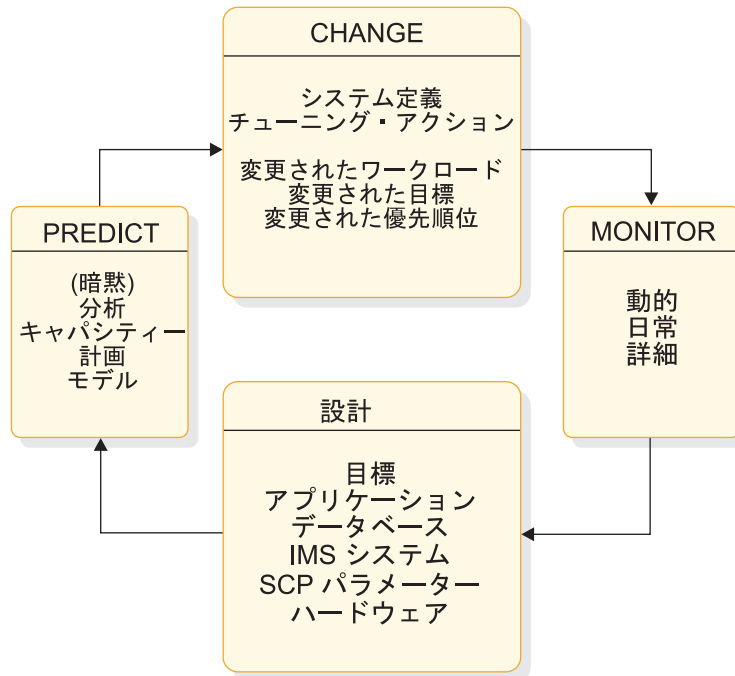 CHANGE
システム定義
チューニング・アクション
変更されたワークロード
変更された目標
変更された優先順位
PREDICT
(暗黙)
分析
キャパシティー
計画
モデル
MONITOR
動的
日常
詳細
設計
目標
アプリケーション
データベース
IMS システム
SCP パラメーター
ハードウェア